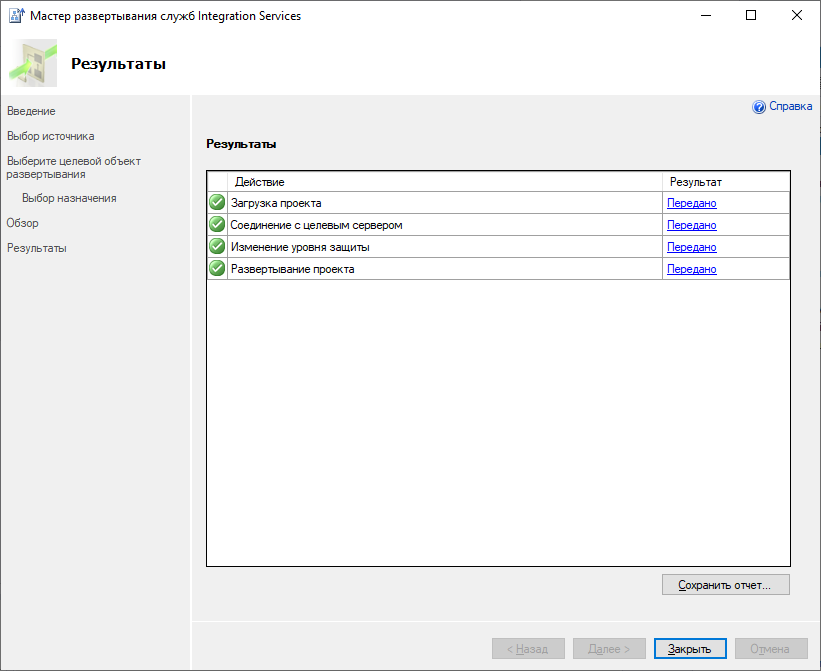 Мастер развертывания служб Integration Services
Результаты
Введение
Выбор источника
Выберите целевой объект
развертывания
Выбор назначения
Обзор
Результаты
Справка
Результаты
Действие Результат
Загрузка проекта Передано
Соединение с целевым сервером Передано
Изменение уровня защиты Передано
Развертывание проекта Передано
Сохранить отчет...
< Назад Далее > Закрыть Отмена